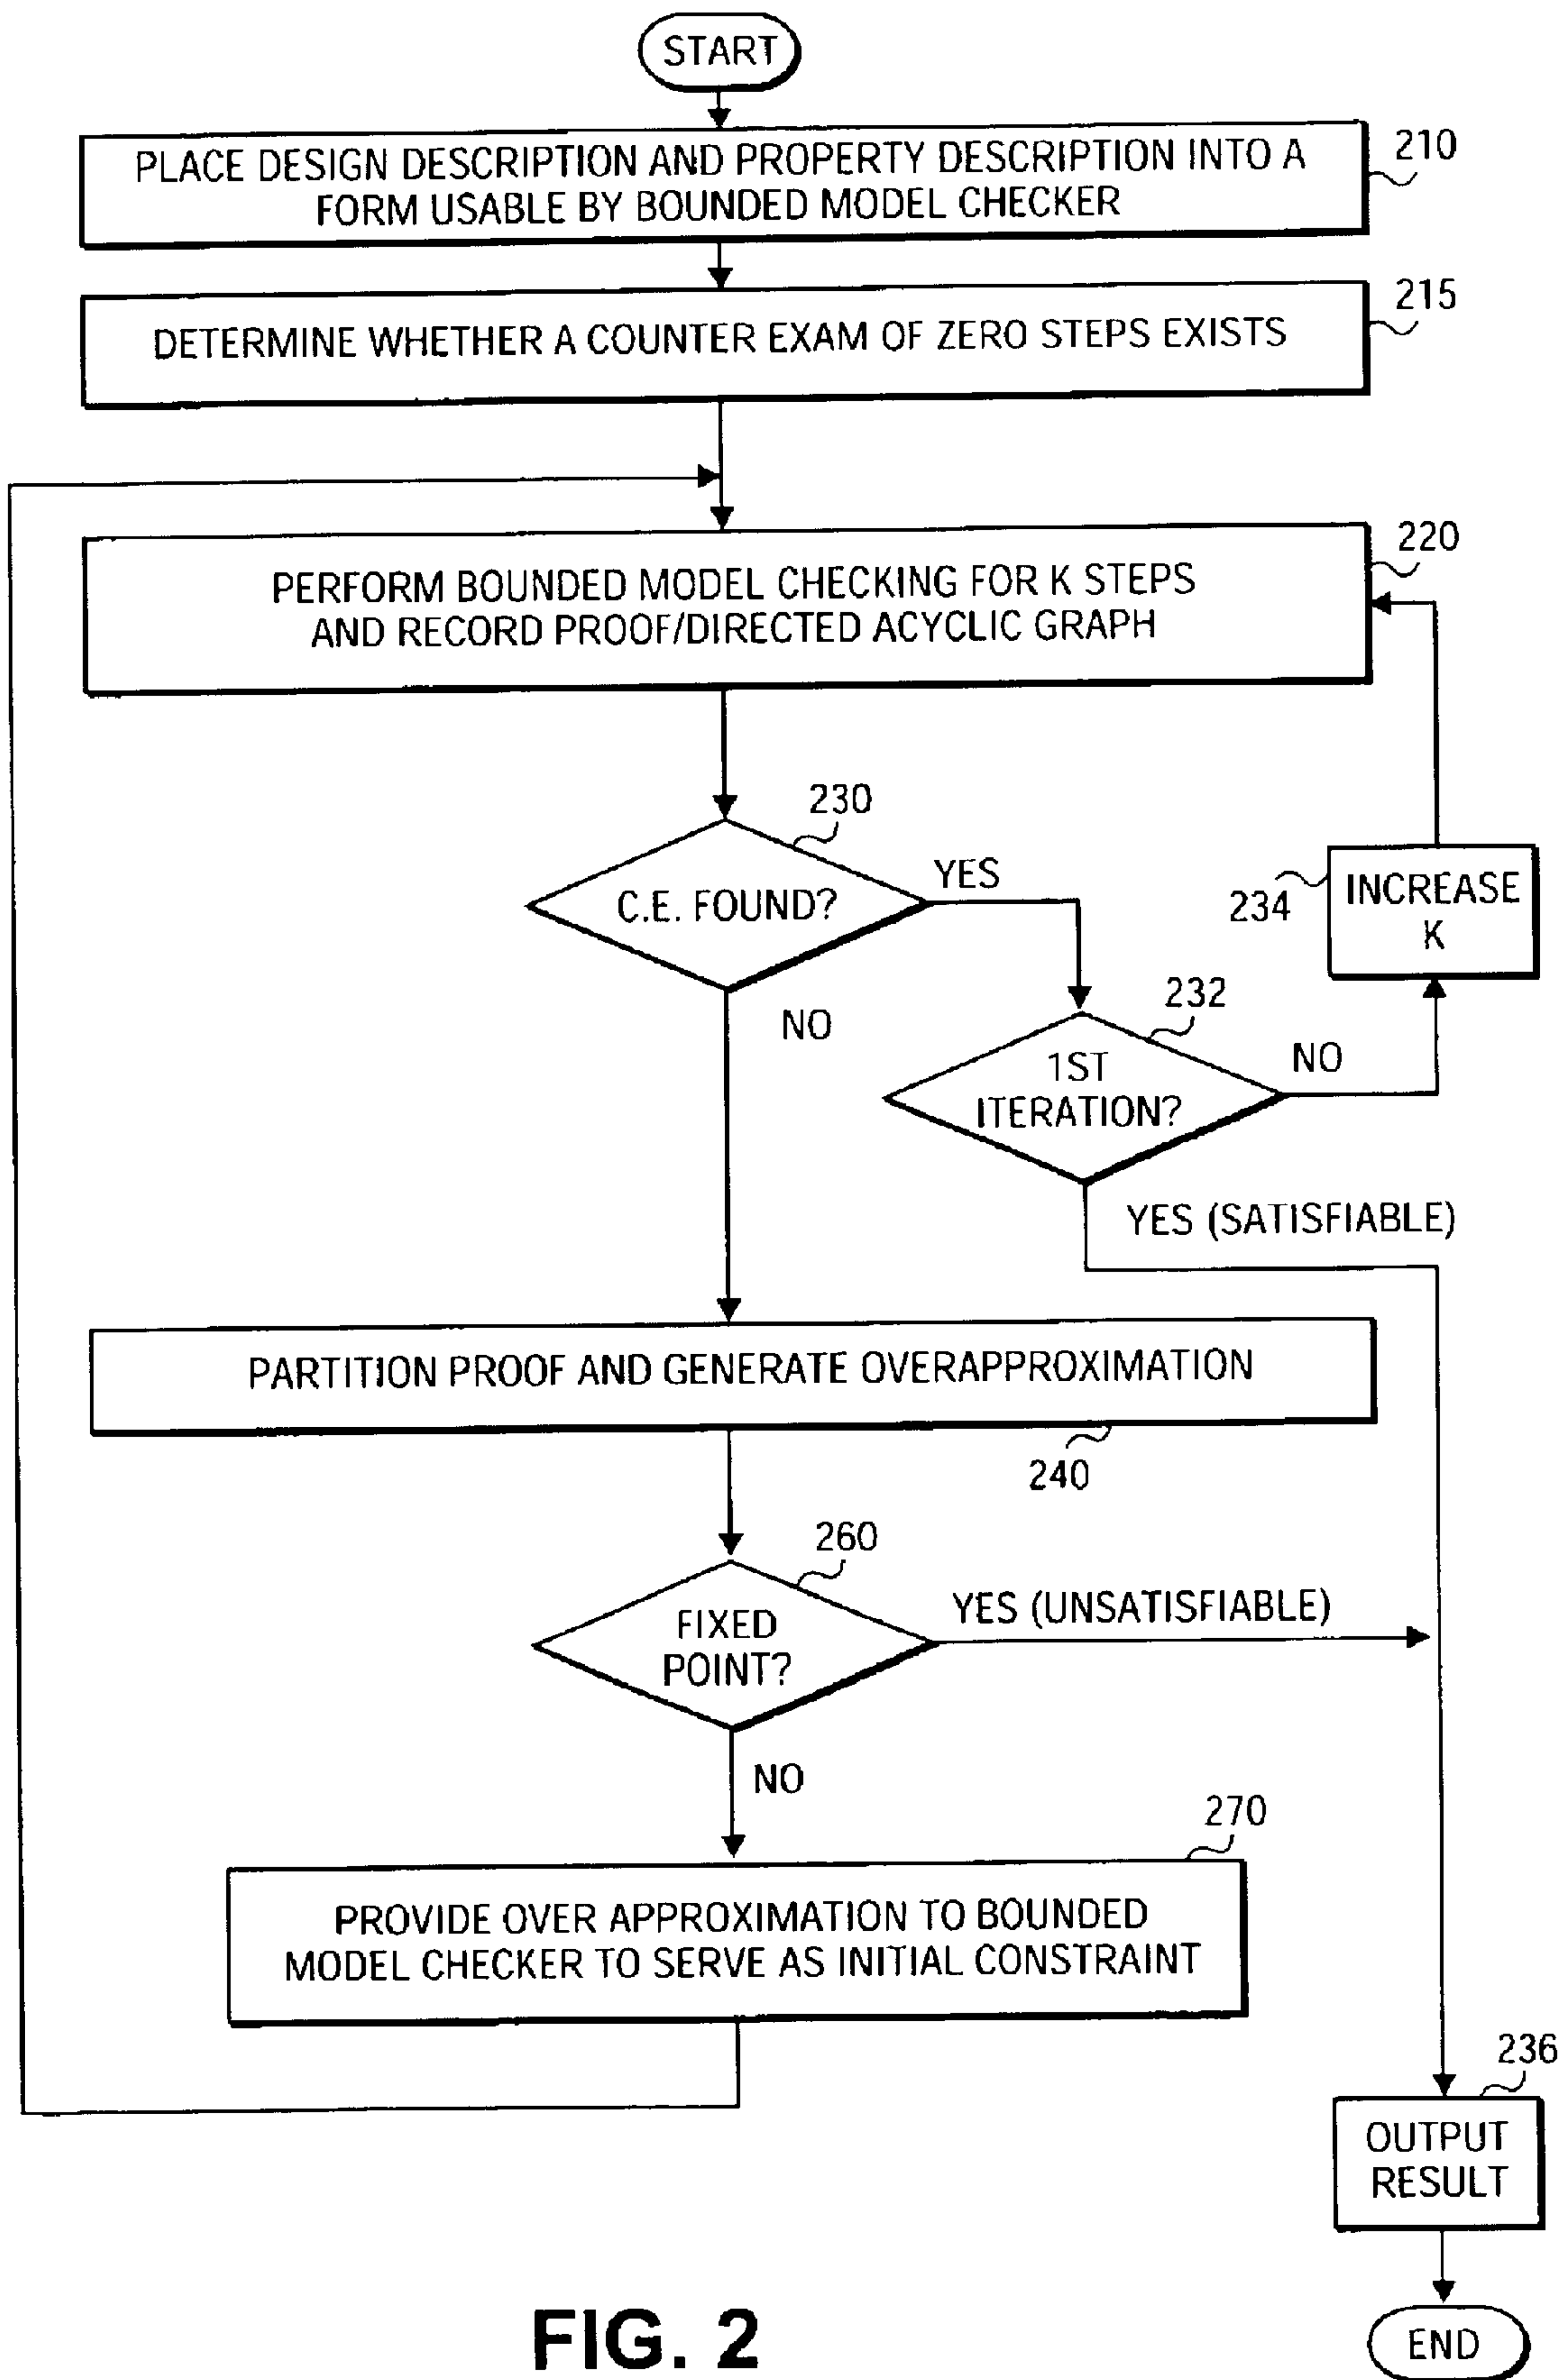 START
PLACE DESIGN DESCRIPTION AND PROPERTY DESCRIPTION INTO A
FORM USABLE BY BOUNDED MODEL CHECKER
210
DETERMINE WHETHER A COUNTER EXAM OF ZERO STEPS EXISTS
215
PERFORM BOUNDED MODEL CHECKING FOR K STEPS
AND RECORD PROOF/DIRECTED ACYCLIC GRAPH
220
230
C.E. FOUND?
YES
NO
234
INCREASE
K
232
1ST
ITERATION?
NO
YES (SATISFIABLE)
PARTITION PROOF AND GENERATE OVERAPPROXIMATION
240
260
FIXED
POINT?
YES (UNSATISFIABLE)
NO
270
PROVIDE OVER APPROXIMATION TO BOUNDED
MODEL CHECKER TO SERVE AS INITIAL CONSTRAINT
236
OUTPUT
RESULT
END
FIG. 2